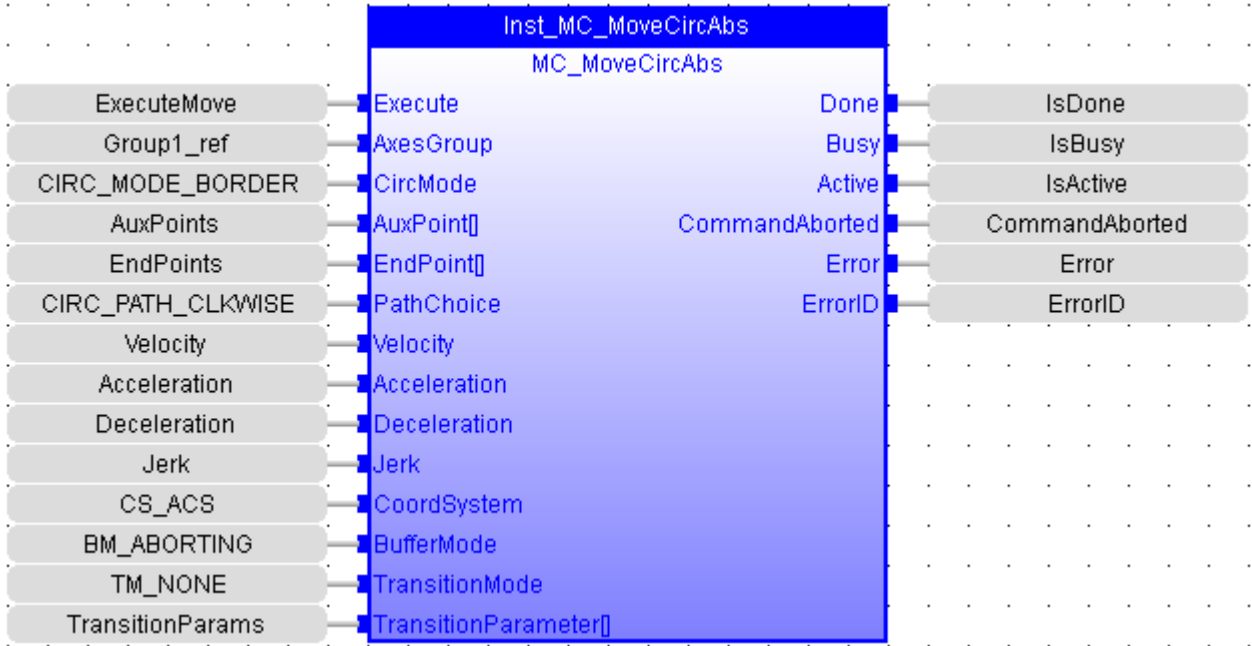 Inst_MC_MoveCircAbs
MC_MoveCircAbs
ExecuteMove Execute Done IsDone
Group1_ref AxesGroup Busy IsBusy
CIRC_MODE_BORDER CircMode Active IsActive
AuxPoints AuxPoint[] CommandAborted CommandAborted
EndPoints EndPoint[] Error Error
CIRC_PATH_CLKWISE PathChoice ErrorID ErrorID
Velocity Velocity
Acceleration Acceleration
Deceleration Deceleration
Jerk Jerk
CS_ACS CoordSystem
BM_ABORTING BufferMode
TM_NONE TransitionMode
TransitionParams TransitionParameter[]